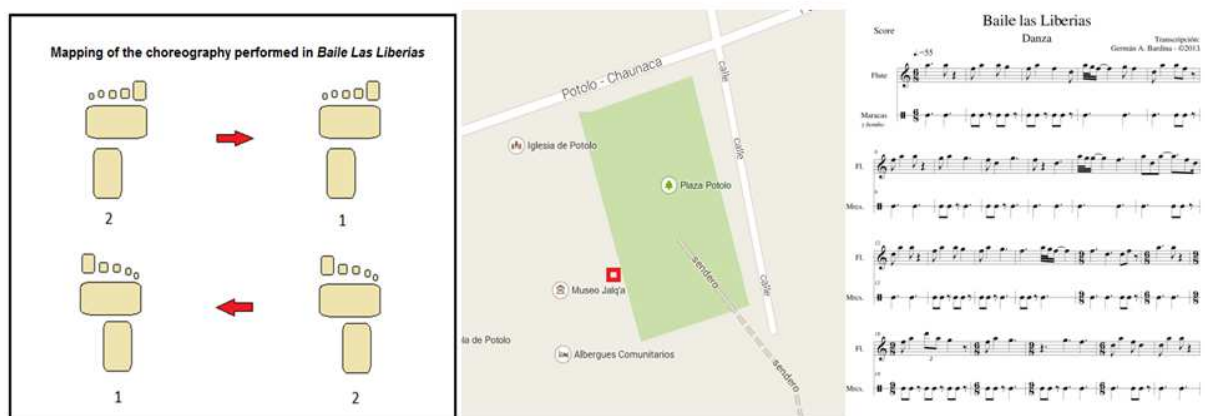 Mapping of the choreography performed in Baile Las Liberias
2
1
1
2
Potolo - Chaunaca
calle
Iglesia de Potolo
calle
Plaza Potolo
sendero
Museo Jalq'a
calle
la de Potolo
Albergues Comunitarios
sendero
Baile las Liberias
Score
Danza
Transcripción:
Germán A. Bardina - ©2013
=55
Flute
Maracas
Fl.
Mrcs.
Fl.
Mrcs.
Fl.
Mrcs.